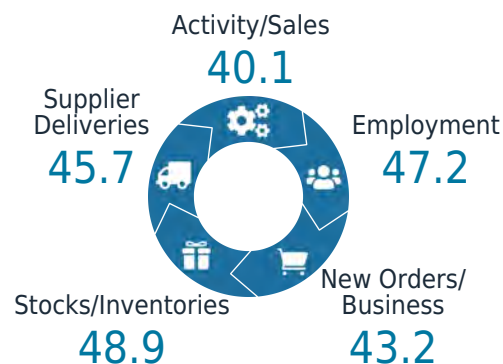 Activity/Sales
40.1
Supplier
Deliveries
45.7
Employment
47.2
Stocks/Inventories
48.9
New Orders/
Business
43.2